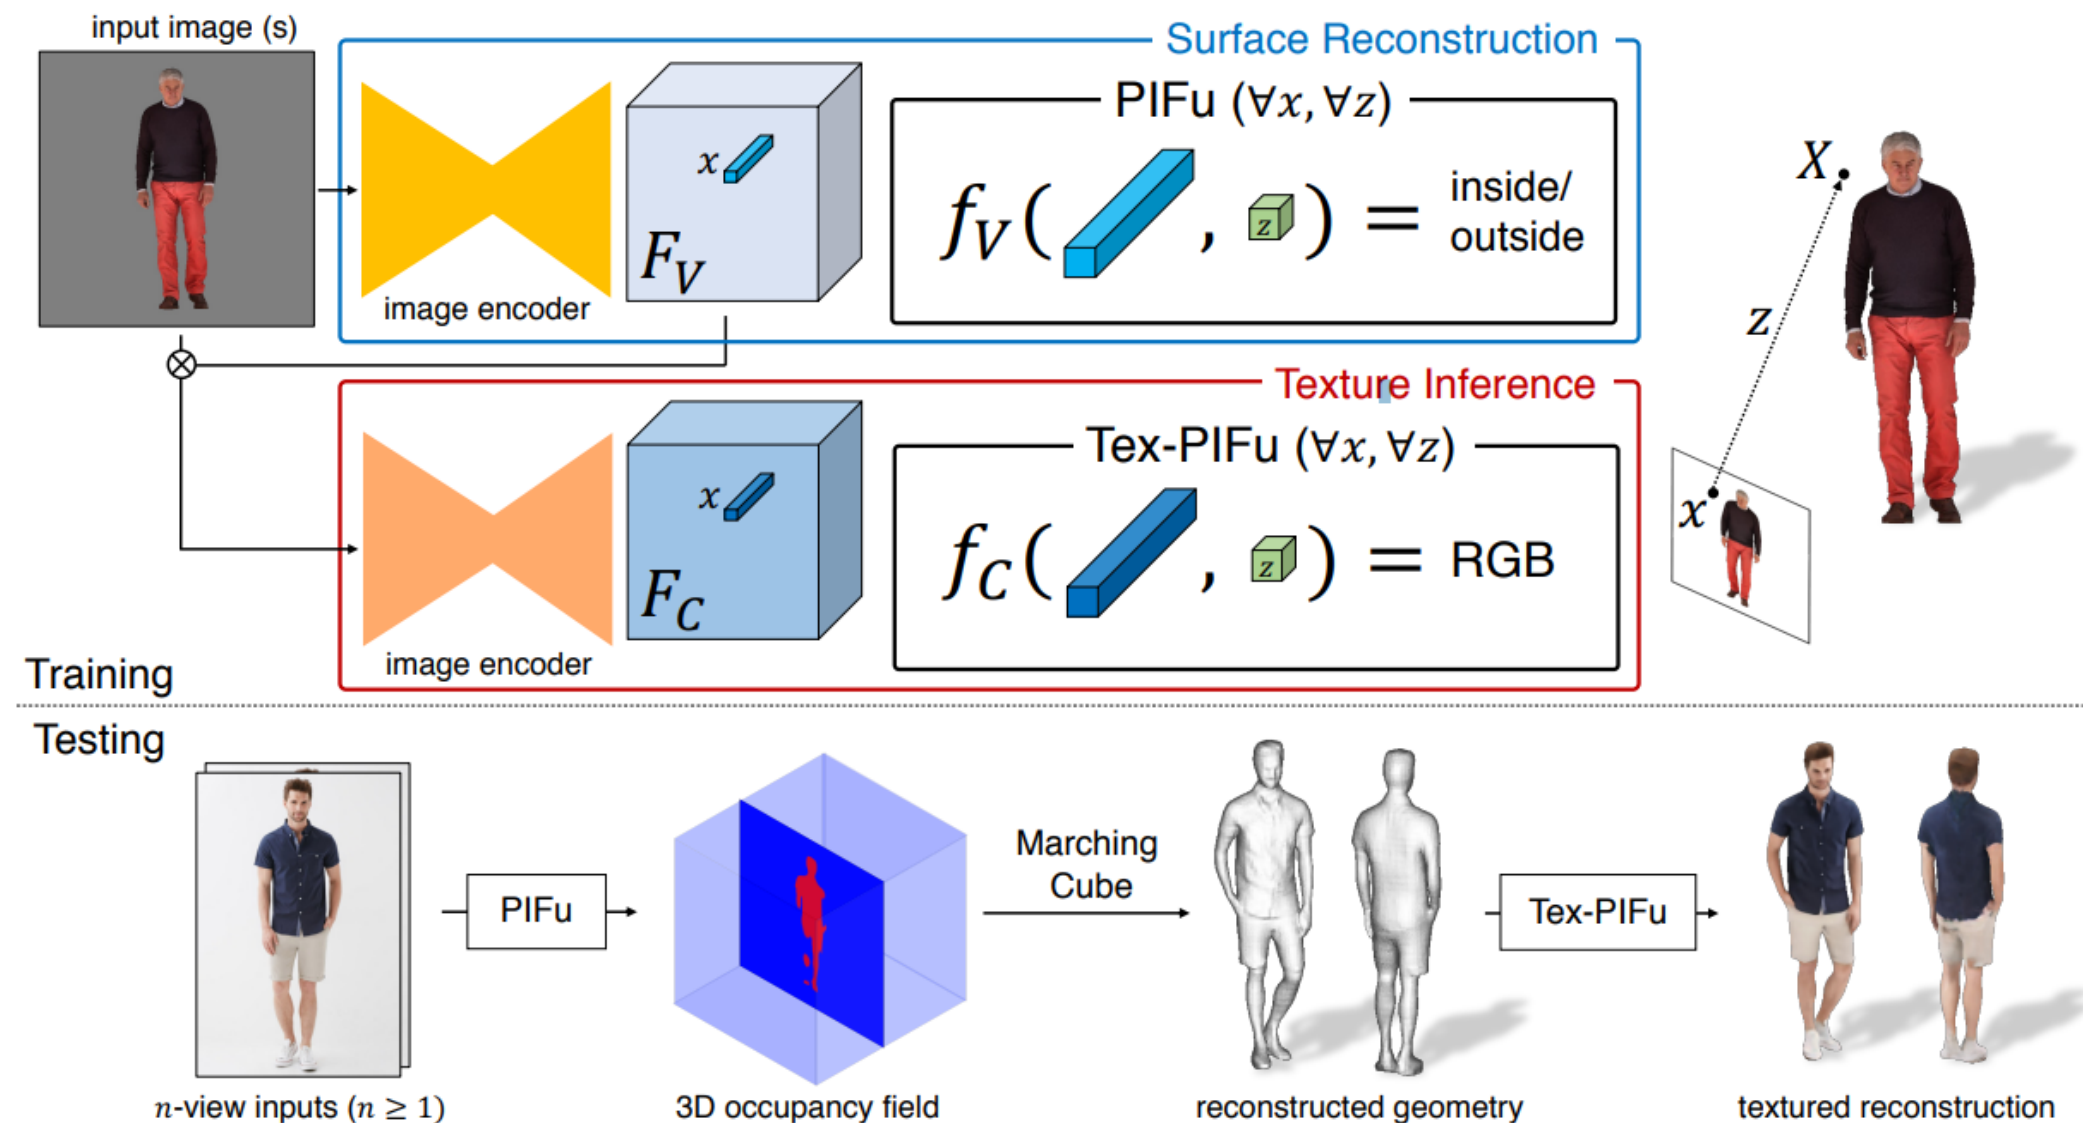 input image (s)
Surface Reconstruction
PIFu (∀x, ∀z)
x
F_V
image encoder
f_V( , z ) = inside/
outside
X
z
x
Texture Inference
Tex-PIFu (∀x, ∀z)
x
F_C
image encoder
f_C( , z ) = RGB
Training
Testing
PIFu
Marching
Cube
Tex-PIFu
n-view inputs (n ≥ 1)
3D occupancy field
reconstructed geometry
textured reconstruction